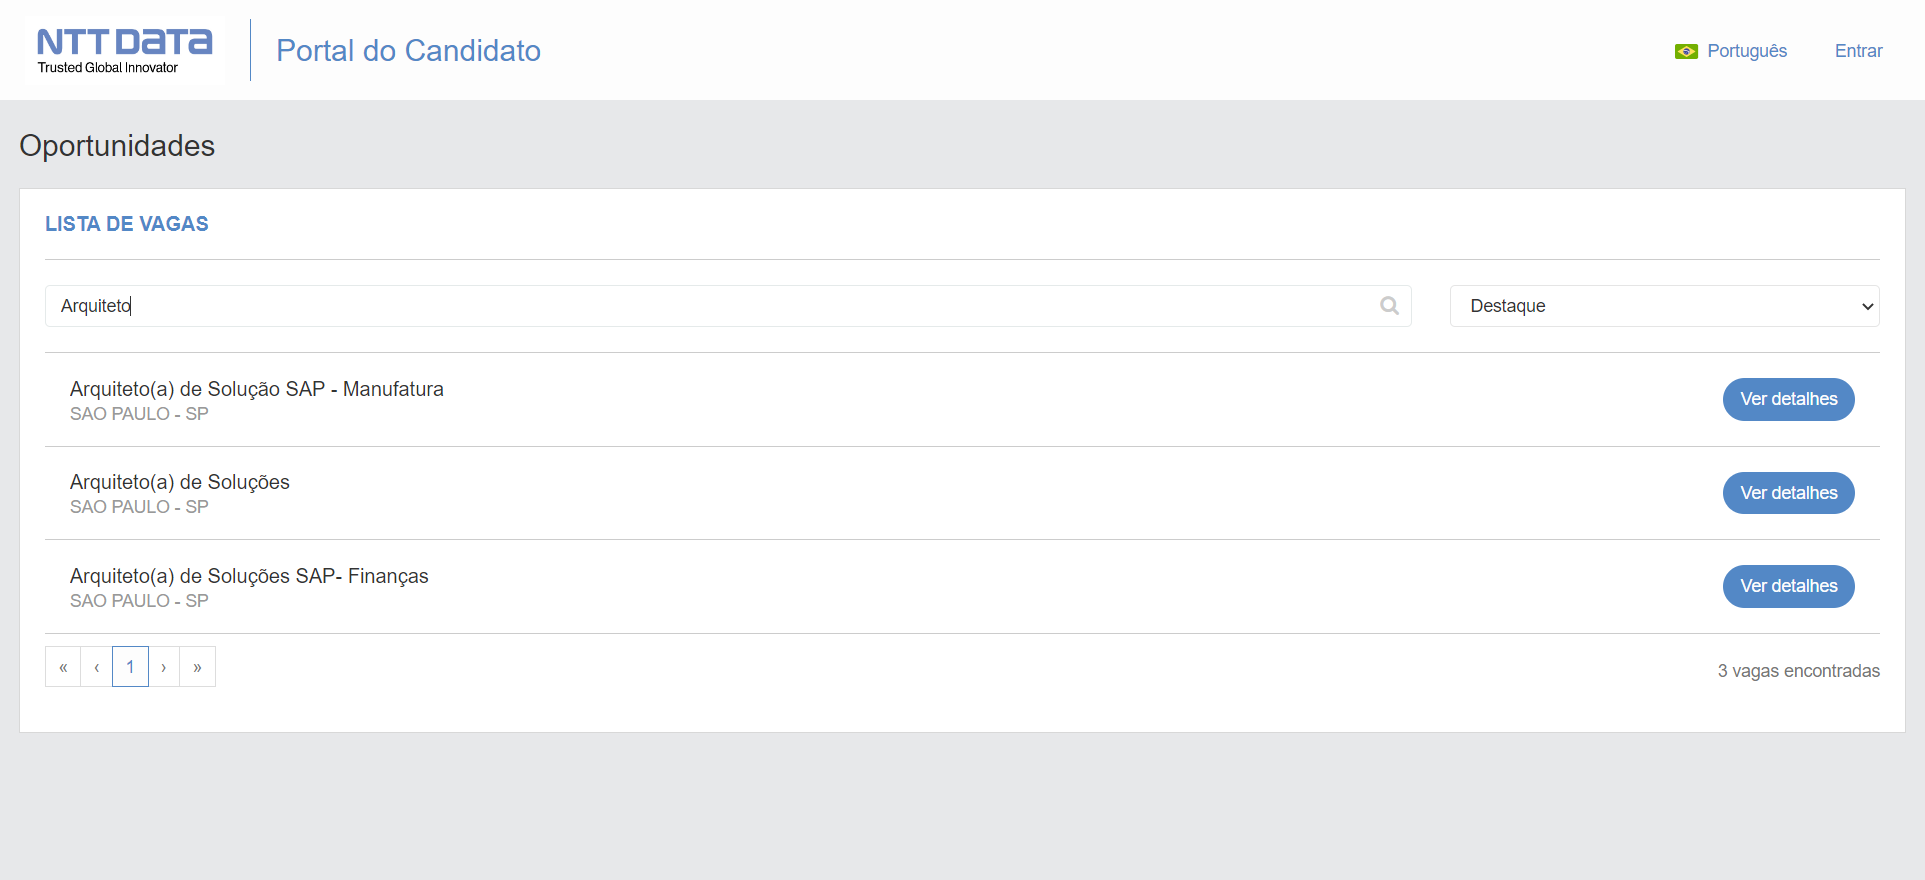 NTT DATA
Trusted Global Innovator
Portal do Candidato
Português
Entrar
Oportunidades
LISTA DE VAGAS
Arquiteto
Destaque
Arquiteto(a) de Solução SAP - Manufatura
SAO PAULO - SP
Ver detalhes
Arquiteto(a) de Soluções
SAO PAULO - SP
Ver detalhes
Arquiteto(a) de Soluções SAP- Finanças
SAO PAULO - SP
Ver detalhes
« ‹ 1 › »
3 vagas encontradas